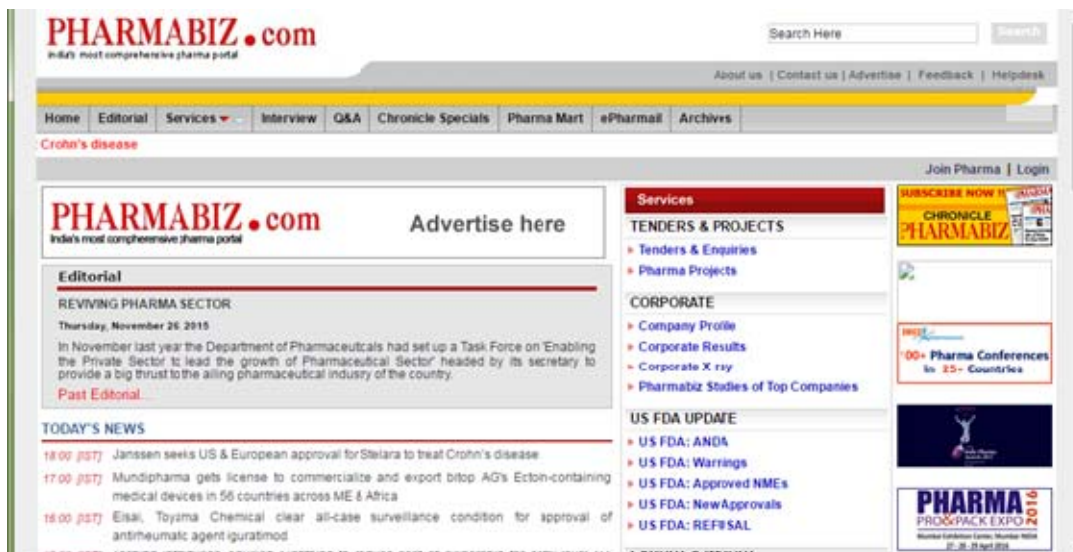 PHARMABIZ.com
india's most comprehensive pharma portal
Search Here
Search
About us | Contact us | Advertise | Feedback | Helpdesk
Home Editorial Services Interview Q&A Chronicle Specials Pharma Mart ePharmail Archives
Crohn's disease
Join Pharma | Login
PHARMABIZ.com
India's most comprehensive pharma portal
Advertise here
Editorial
REVIVING PHARMA SECTOR
Thursday, November 26, 2015
In November last year the Department of Pharmaceuticals had set up a Task Force on 'Enabling
the Private Sector to lead the growth of Pharmaceutical Sector' headed by its secretary to
provide a big thrust to the ailing pharmaceutical indusry of the country.
Past Editorial...
TODAY'S NEWS
18:00 (IST) Janssen seeks US & European approval for Stelara to treat Crohn's disease
17:00 (IST) Mundipharma gets license to commercialize and export bitop AG's Ectoin-containing
medical devices in 56 countries across ME & Africa
16:00 (IST) Eisai, Toyama Chemical clear all-case surveillance condition for approval of
antirheumatic agent iguratimod
Services
TENDERS & PROJECTS
Tenders & Enquiries
Pharma Projects
CORPORATE
Company Profile
Corporate Results
Corporate X ray
Pharmabiz Studies of Top Companies
US FDA UPDATE
US FDA: ANDA
US FDA: Warnings
US FDA: Approved NMEs
US FDA: New Approvals
US FDA: REFUSAL
SUBSCRIBE NOW !!
CHRONICLE
PHARMABIZ
00+ Pharma Conferences
In 25+ Countries
PHARMA
PRO&PACK EXPO 2016
27 - 28 - 29 April 2016